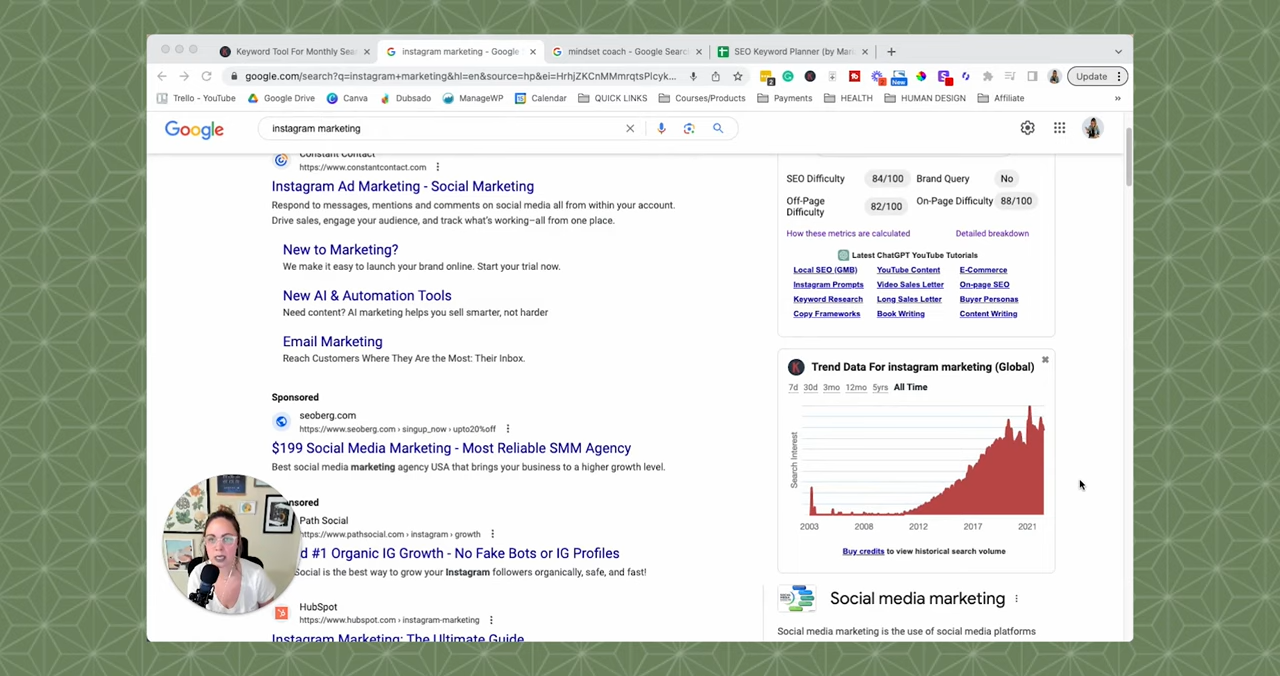 Keyword Tool For Monthly Sea
instagram marketing - Google
mindset coach - Google Searc
SEO Keyword Planner (by Mar
google.com/search?q=instagram+marketing&hl=en&source=hp&ei=HrhjZKCnMMmrqtsPlcyk...
New
2
Update
Trello - YouTube
Google Drive
Canva
Dubsado
ManageWP
Calendar
QUICK LINKS
Courses/Products
Payments
HEALTH
HUMAN DESIGN
Affiliate
»
Google
instagram marketing
Constant Contact
https://www.constantcontact.com
Instagram Ad Marketing - Social Marketing
Respond to messages, mentions and comments on social media all from within your account.
Drive sales, engage your audience, and track what's working–all from one place.
New to Marketing?
We make it easy to launch your brand online. Start your trial now.
New AI & Automation Tools
Need content? AI marketing helps you sell smarter, not harder
Email Marketing
Reach Customers Where They Are the Most: Their Inbox.
Sponsored
seoberg.com
https://www.seoberg.com › singup_now › upto20%off
$199 Social Media Marketing - Most Reliable SMM Agency
Best social media marketing agency USA that brings your business to a higher growth level.
nsored
Path Social
https://www.pathsocial.com › instagram › growth
d #1 Organic IG Growth - No Fake Bots or IG Profiles
Social is the best way to grow your Instagram followers organically, safe, and fast!
HubSpot
https://www.hubspot.com › instagram-marketing
Instagram Marketing: The Ultimate Guide
SEO Difficulty 84/100 Brand Query No
Off-Page Difficulty 82/100 On-Page Difficulty 88/100
How these metrics are calculated
Detailed breakdown
Latest ChatGPT YouTube Tutorials
Local SEO (GMB) YouTube Content E-Commerce
Instagram Prompts Video Sales Letter On-page SEO
Keyword Research Long Sales Letter Buyer Personas
Copy Frameworks Book Writing Content Writing
K
Trend Data For instagram marketing (Global)
7d 30d 3mo 12mo 5yrs All Time
Search Interest
2003 2008 2012 2017 2021
Buy credits to view historical search volume
Social media marketing
Social media marketing is the use of social media platforms